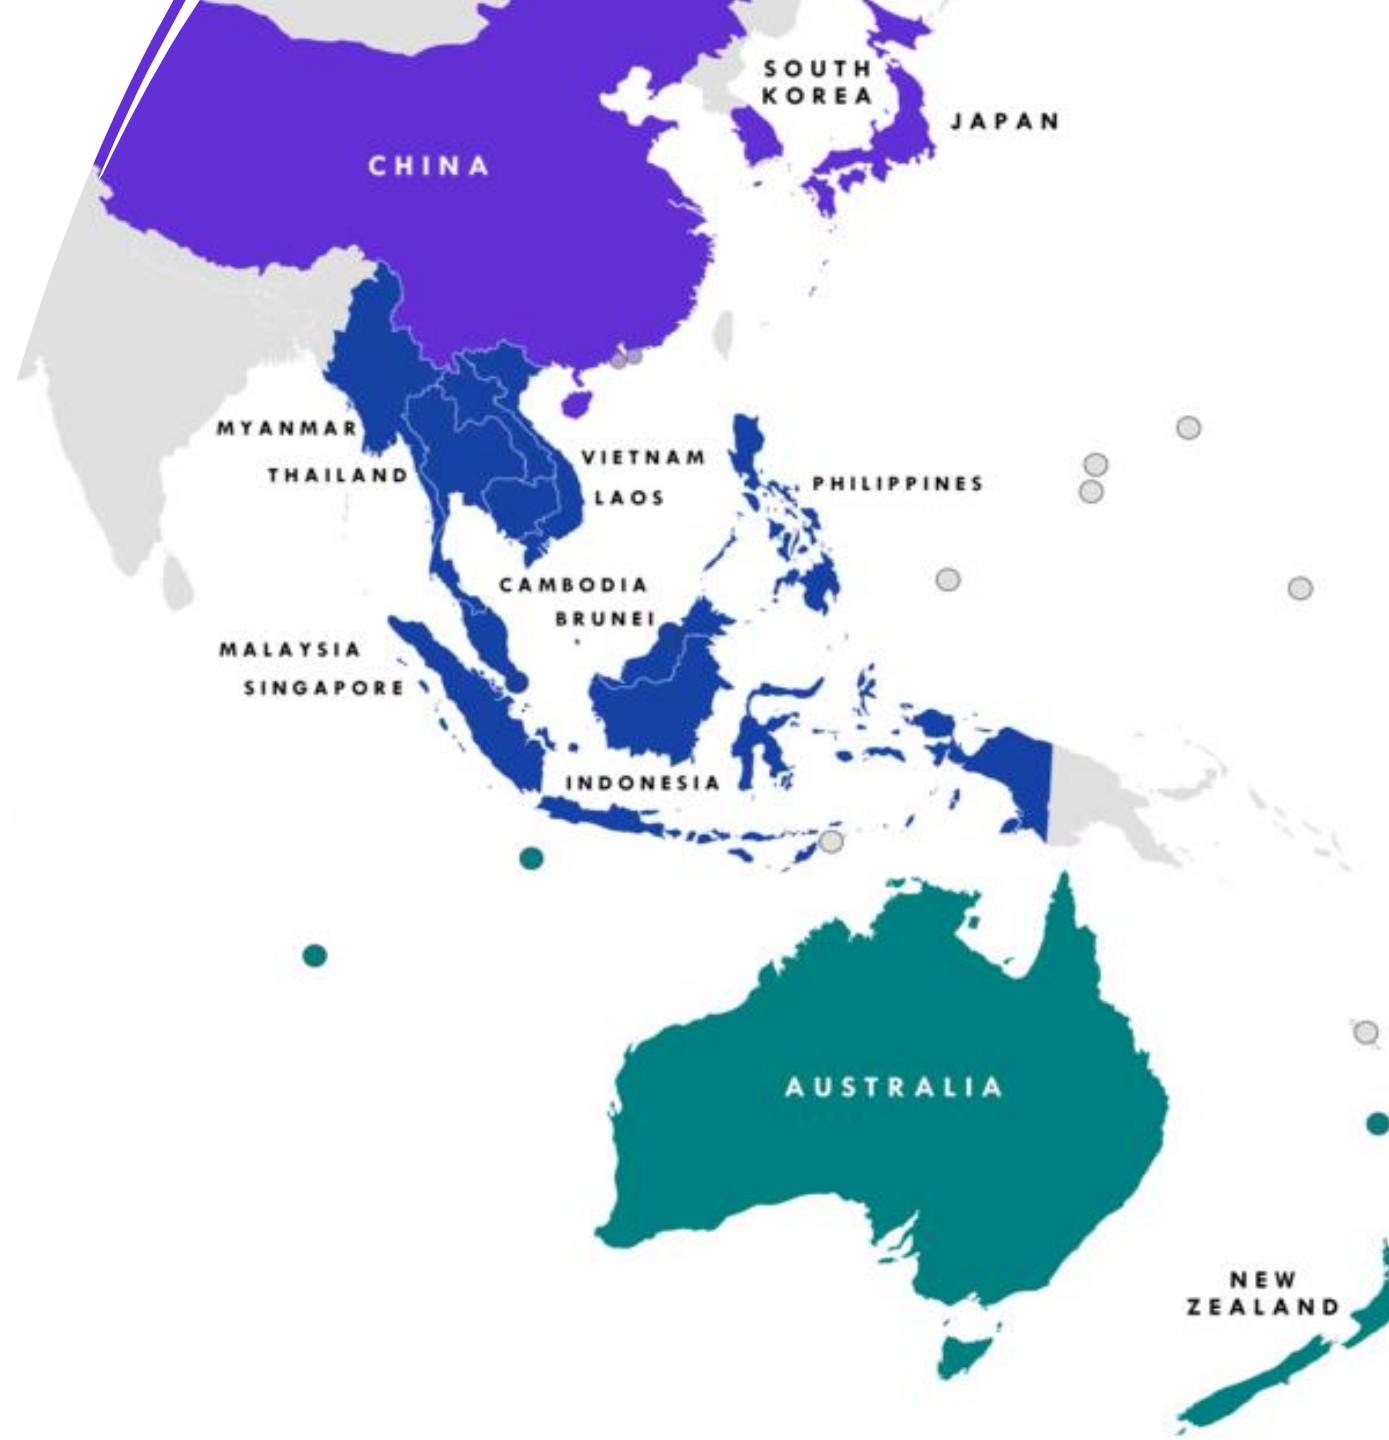 SOUTH
KOREA
JAPAN
CHINA
MYANMAR
THAILAND
VIETNAM
LAOS
PHILIPPINES
CAMBODIA
BRUNEI
MALAYSIA
SINGAPORE
INDONESIA
AUSTRALIA
NEW
ZEALAND